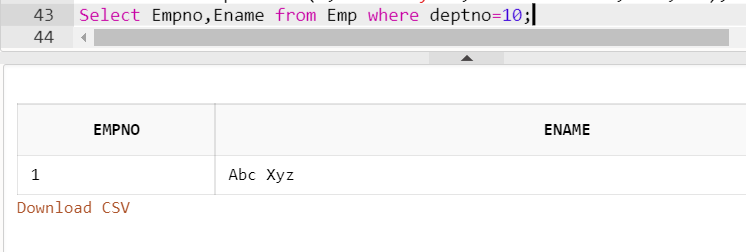 43 Select Empno,Ename from Emp where deptno=10;
44
EMPNO ENAME
1 Abc Xyz
Download CSV